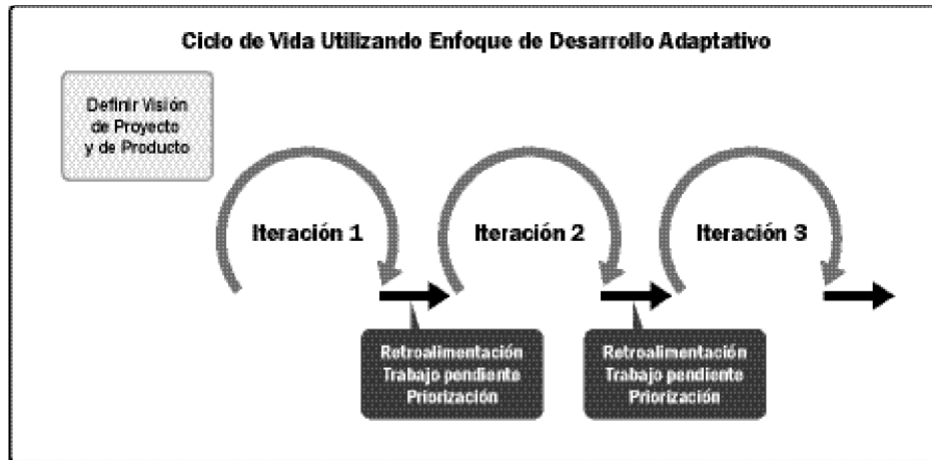 Ciclo de Vida Utilizando Enfoque de Desarrollo Adaptativo
Definir Visión
de Proyecto
y de Producto
Iteración 1
Iteración 2
Iteración 3
Retroalimentación
Trabajo pendiente
Priorización
Retroalimentación
Trabajo pendiente
Priorización